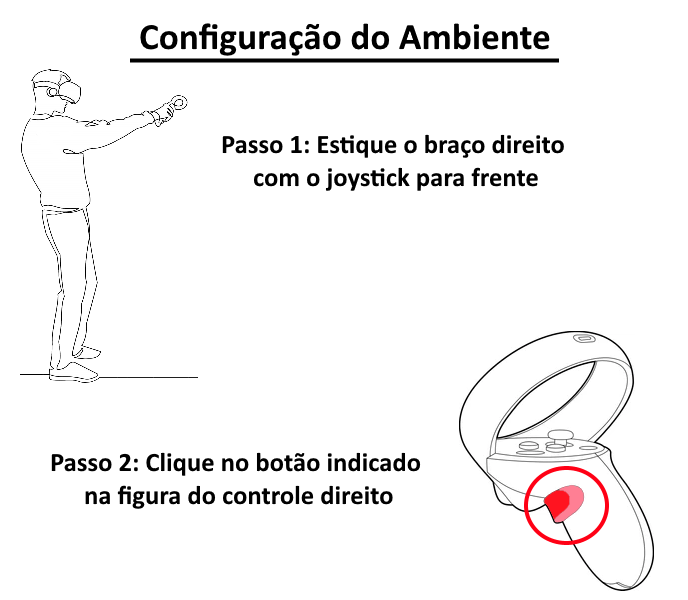 Configuração do Ambiente
Passo 1: Estique o braço direito
com o joystick para frente
Passo 2: Clique no botão indicado
na figura do controle direito